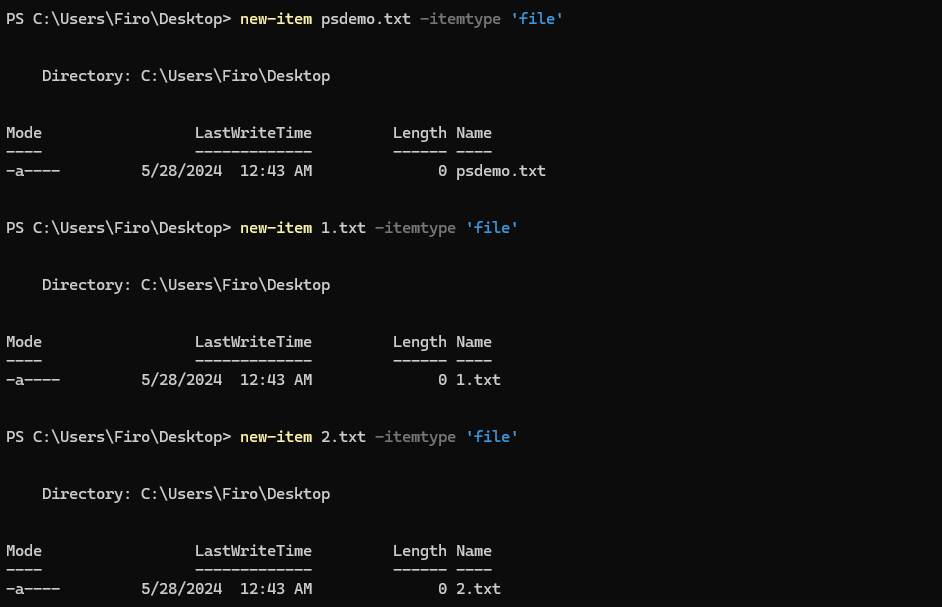 PS C:\Users\Firo\Desktop> new-item psdemo.txt -itemtype 'file'
    Directory: C:\Users\Firo\Desktop
Mode                 LastWriteTime         Length Name
----                 -------------         ------ ----
-a----         5/28/2024  12:43 AM              0 psdemo.txt
PS C:\Users\Firo\Desktop> new-item 1.txt -itemtype 'file'
    Directory: C:\Users\Firo\Desktop
Mode                 LastWriteTime         Length Name
----                 -------------         ------ ----
-a----         5/28/2024  12:43 AM              0 1.txt
PS C:\Users\Firo\Desktop> new-item 2.txt -itemtype 'file'
    Directory: C:\Users\Firo\Desktop
Mode                 LastWriteTime         Length Name
----                 -------------         ------ ----
-a----         5/28/2024  12:43 AM              0 2.txt